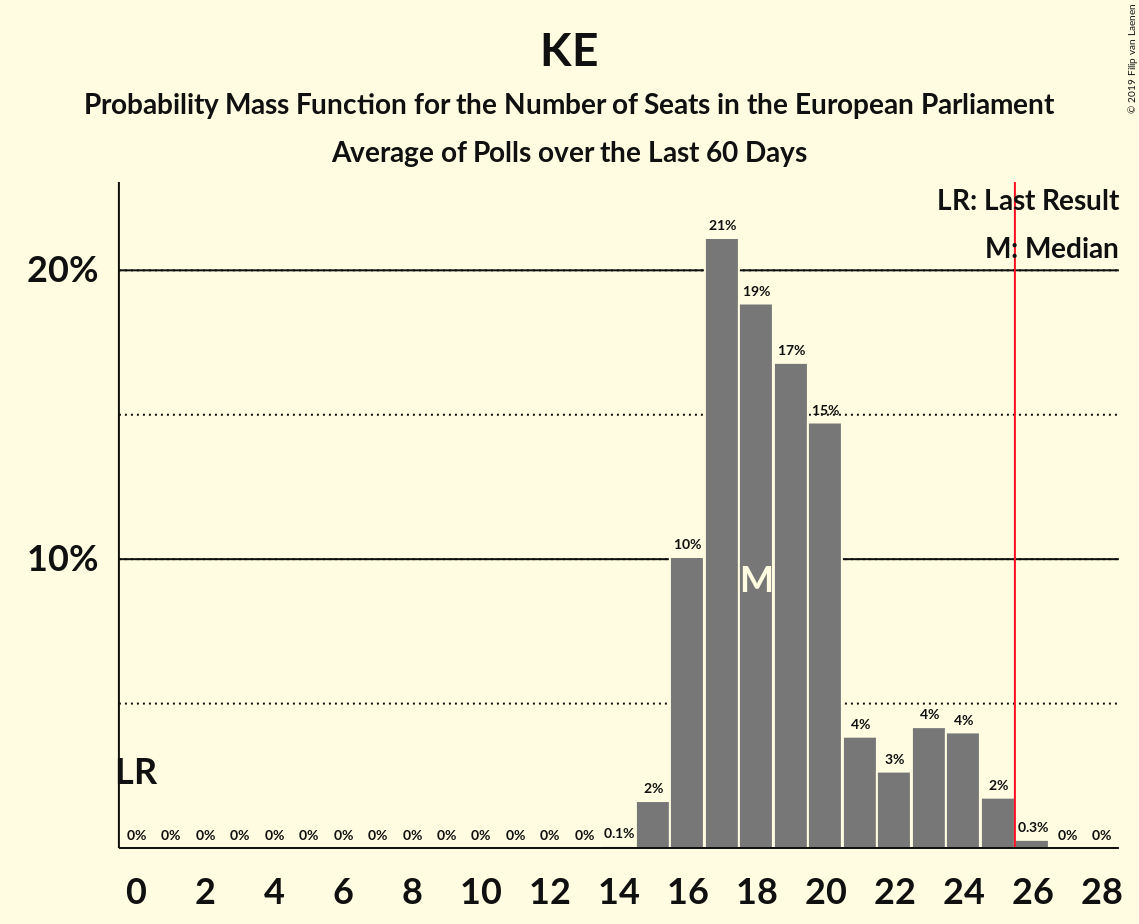 KE
Probability Mass Function for the Number of Seats in the European Parliament
Average of Polls over the Last 60 Days
© 2019 Filip van Laenen
LR: Last Result
M: Median
20%
10%
21%
19%
17%
15%
10%
M
4%
3%
4%
4%
2%
2%
0.3%
0% 0%
LR
0% 0% 0% 0% 0% 0% 0% 0% 0% 0% 0% 0% 0% 0% 0.1%
0 2 4 6 8 10 12 14 16 18 20 22 24 26 28